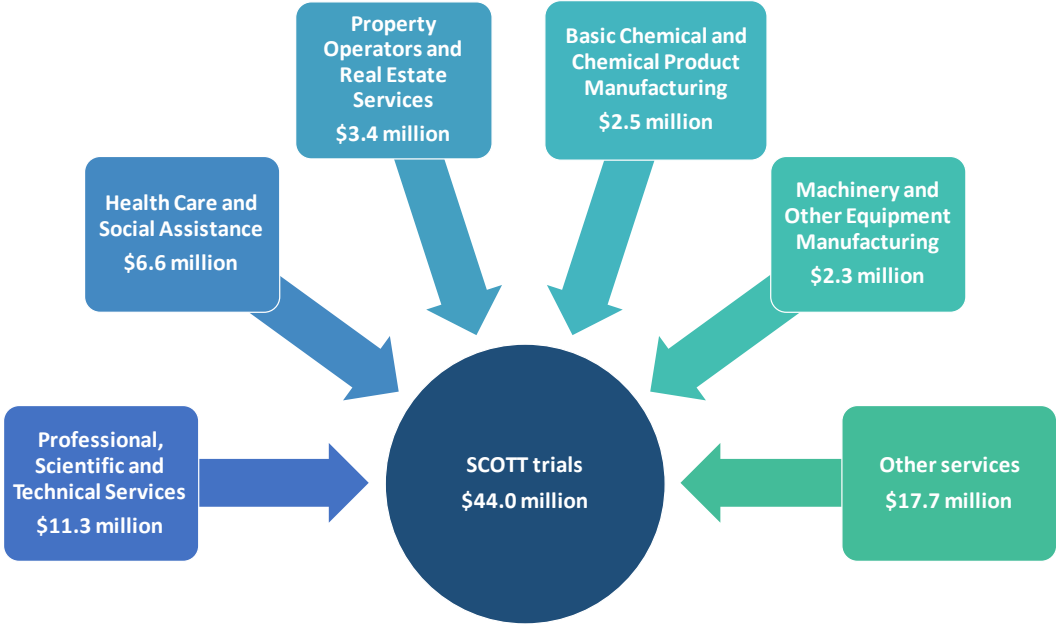 Property
Operators and
Real Estate
Services
$3.4 million
Basic Chemical and
Chemical Product
Manufacturing
$2.5 million
Health Care and
Social Assistance
$6.6 million
Machinery and
Other Equipment
Manufacturing
$2.3 million
Professional,
Scientific and
Technical Services
$11.3 million
SCOTT trials
$44.0 million
Other services
$17.7 million